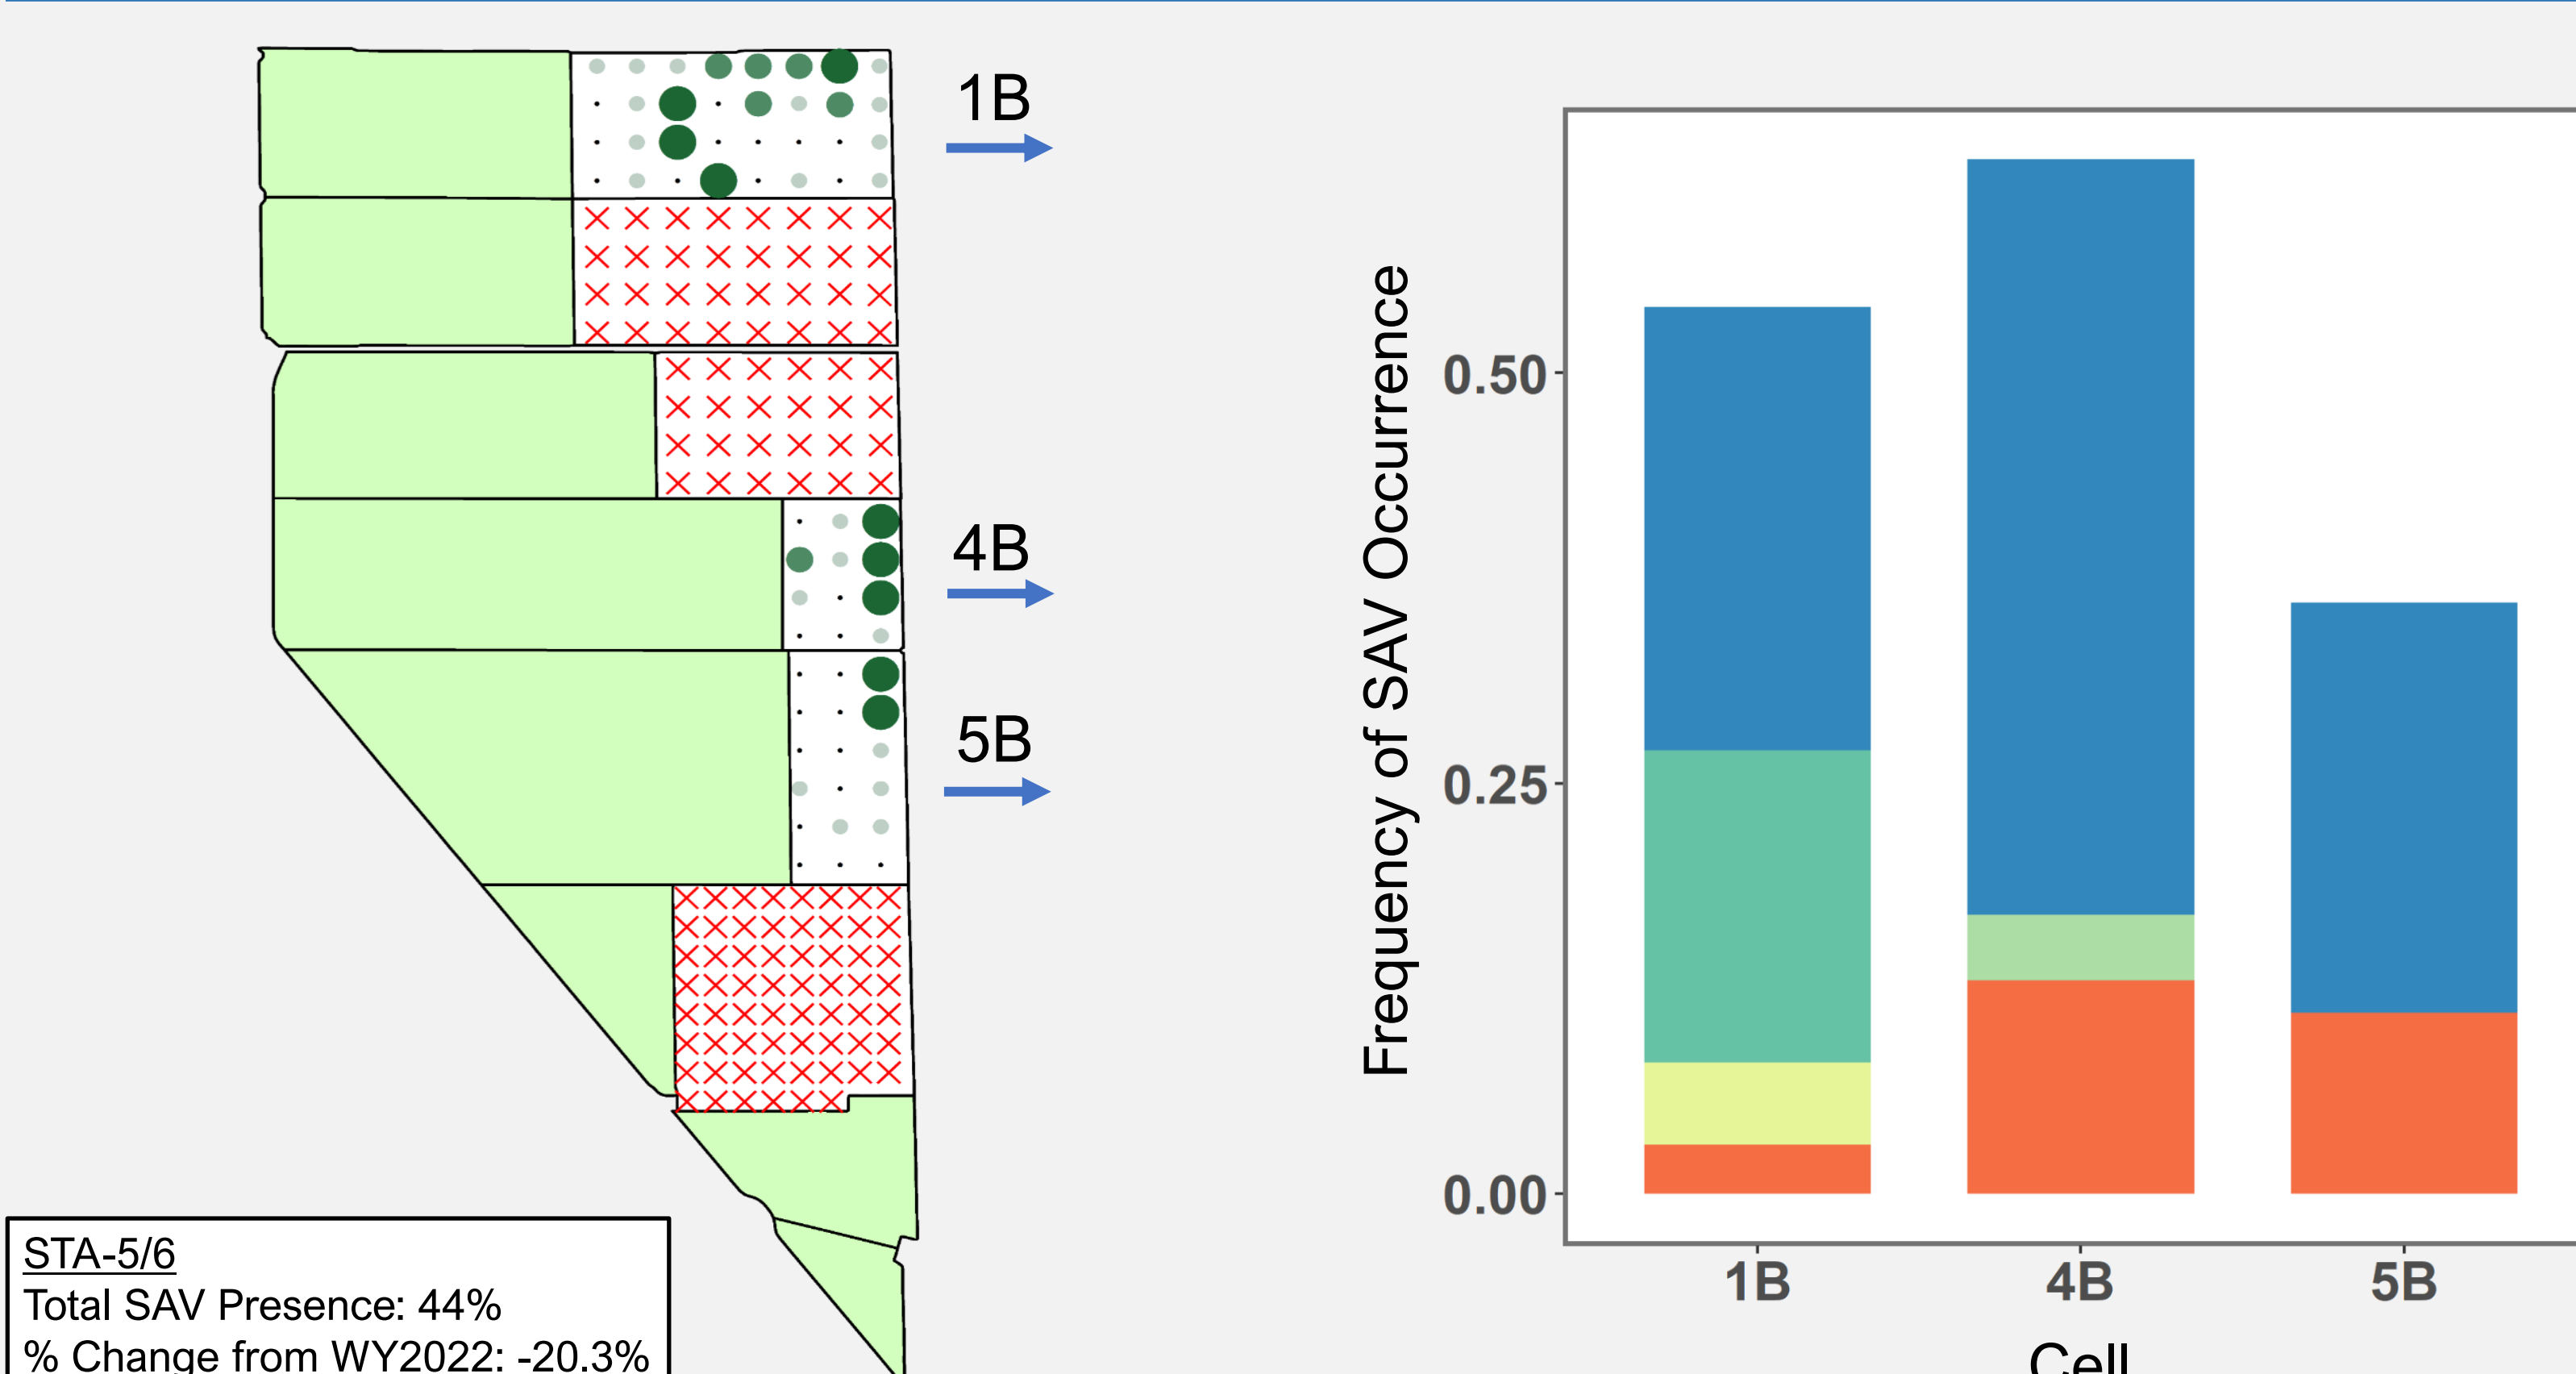 1B
4B
5B
STA-5/6
Total SAV Presence: 44%
% Change from WY2022: -20.3%
Frequency of SAV Occurrence
0.50
0.25
0.00
1B
4B
5B
Cell